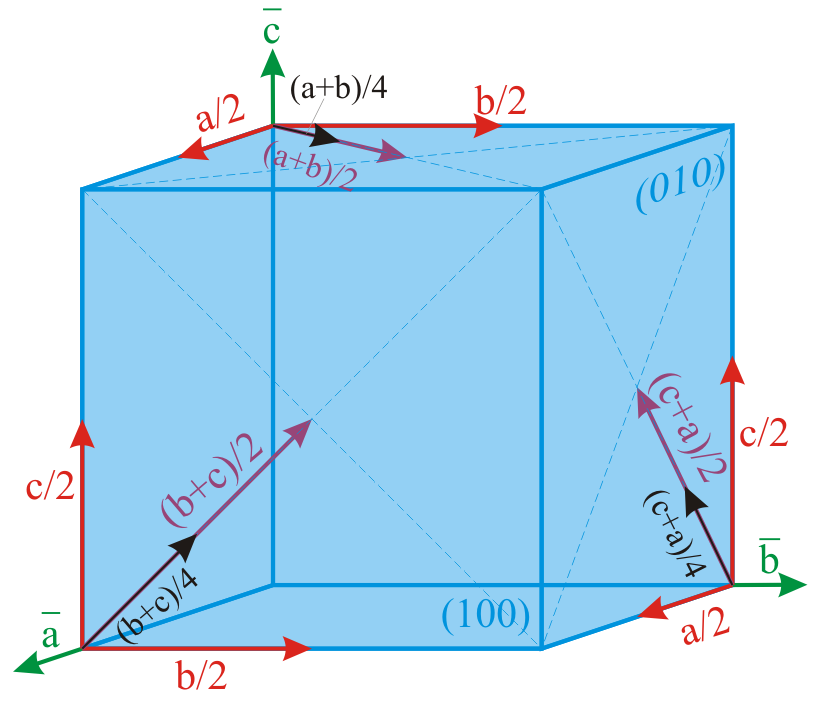 c̅
(a+b)/4
a/2
b/2
(a+b)/2
(010)
(c+a)/2
c/2
(b+c)/2
c/2
(c+a)/4
b̅
(b+c)/4
(100)
a̅
a/2
b/2